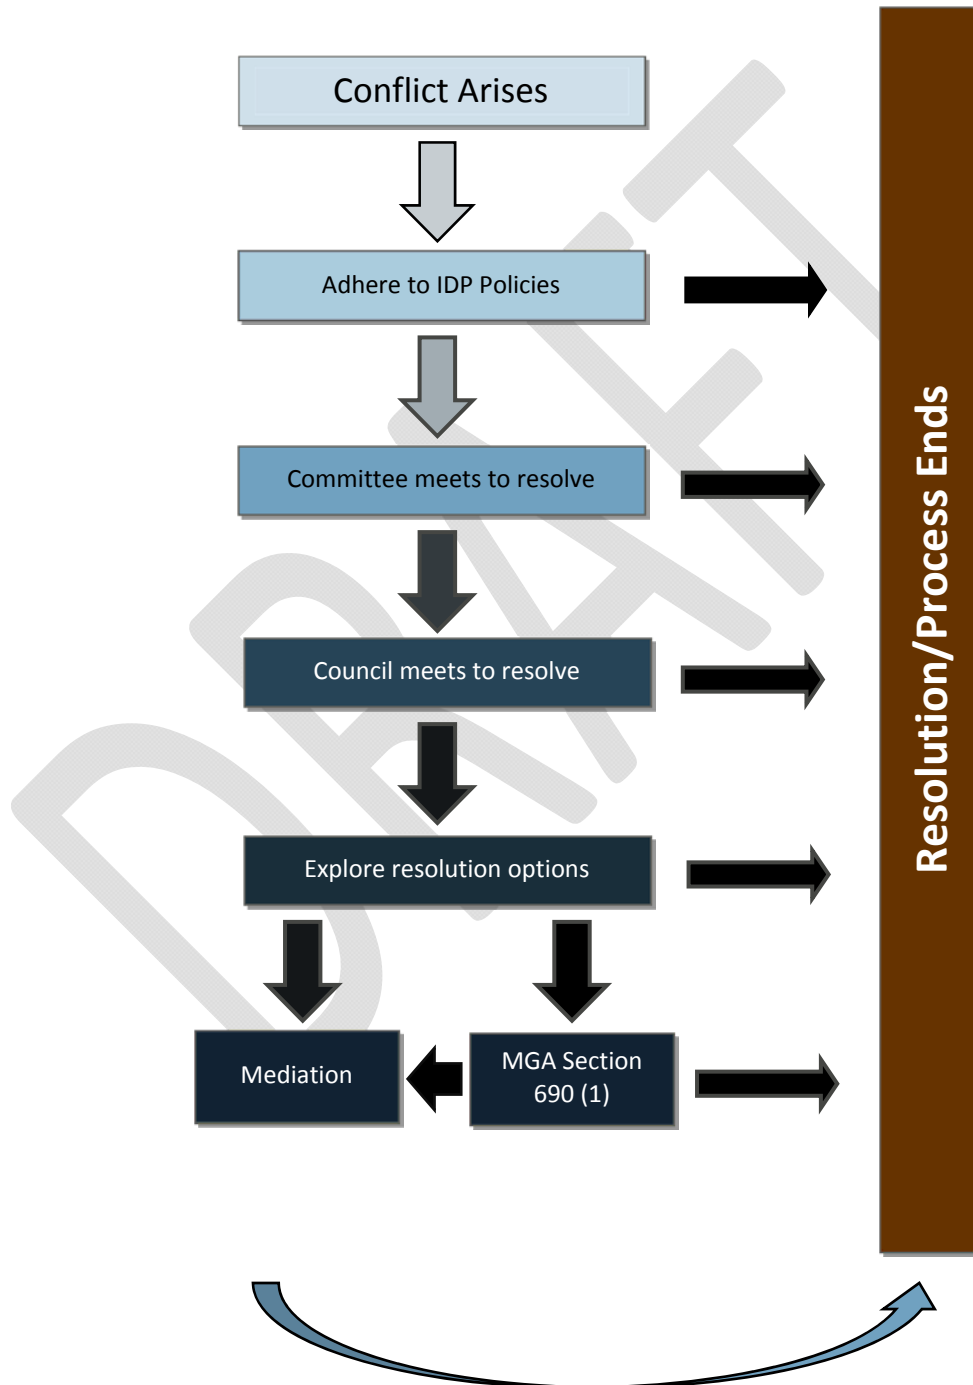 Conflict Arises
Adhere to IDP Policies
Committee meets to resolve
Council meets to resolve
Explore resolution options
Mediation
MGA Section
690 (1)
Resolution/Process Ends
DRAFT